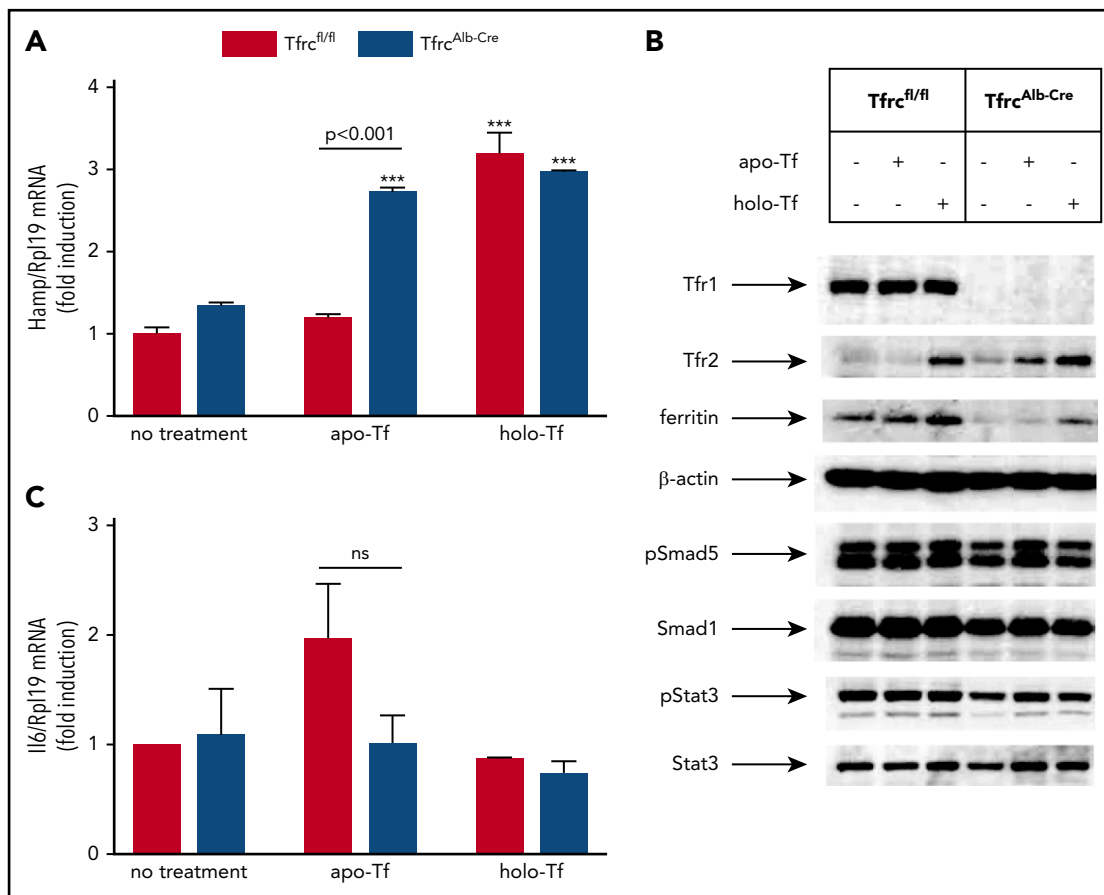 A
Tfrc^fl/fl Tfrc^Alb-Cre
Hamp/Rpl19 mRNA
(fold induction)
4
3
2
1
0
p<0.001
***
***
***
no treatment apo-Tf holo-Tf
B
Tfrc^fl/fl Tfrc^Alb-Cre
apo-Tf - + - - + -
holo-Tf - - + - - +
Tfr1
Tfr2
ferritin
β-actin
pSmad5
Smad1
pStat3
Stat3
C
Il6/Rpl19 mRNA
(fold induction)
3
2
1
0
ns
no treatment apo-Tf holo-Tf